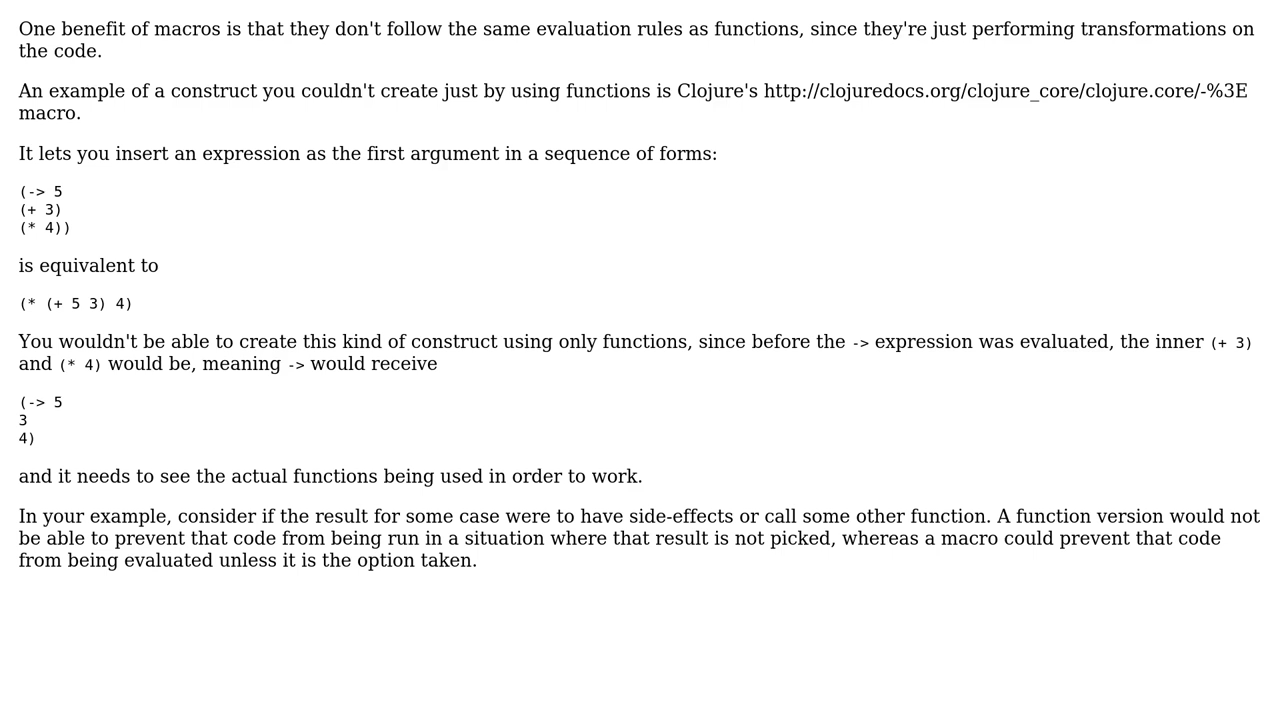 One benefit of macros is that they don't follow the same evaluation rules as functions, since they're just performing transformations on
the code.
An example of a construct you couldn't create just by using functions is Clojure's http://clojuredocs.org/clojure_core/clojure.core/-%3E
macro.
It lets you insert an expression as the first argument in a sequence of forms:
(-> 5
(+ 3)
(* 4))
is equivalent to
(* (+ 5 3) 4)
You wouldn't be able to create this kind of construct using only functions, since before the -> expression was evaluated, the inner (+ 3)
and (* 4) would be, meaning -> would receive
(-> 5
3
4)
and it needs to see the actual functions being used in order to work.
In your example, consider if the result for some case were to have side-effects or call some other function. A function version would not
be able to prevent that code from being run in a situation where that result is not picked, whereas a macro could prevent that code
from being evaluated unless it is the option taken.